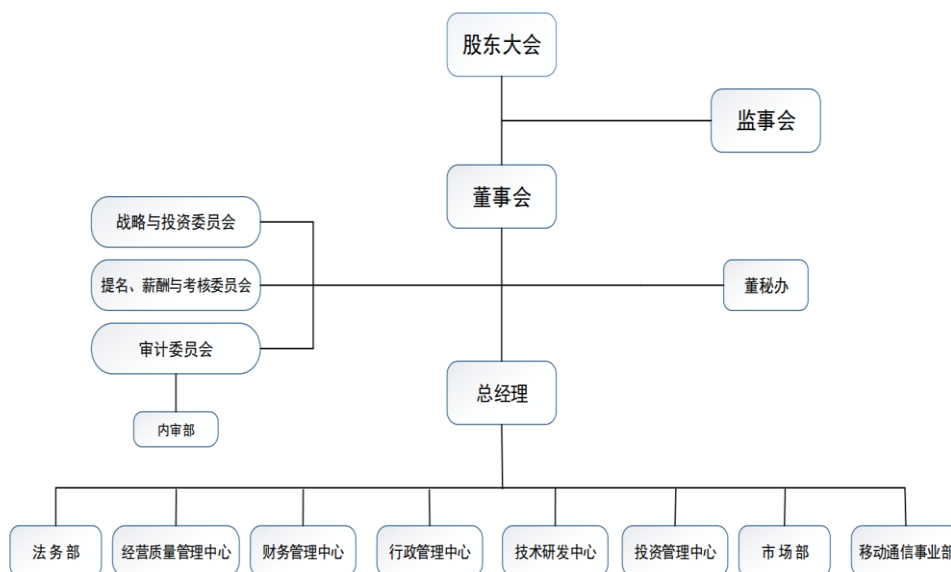 股东大会
监事会
董事会
战略与投资委员会
提名、薪酬与考核委员会
董秘办
审计委员会
总经理
内审部
法务部
经营质量管理中心
财务管理中心
行政管理中心
技术研发中心
投资管理中心
市场部
移动通信事业部